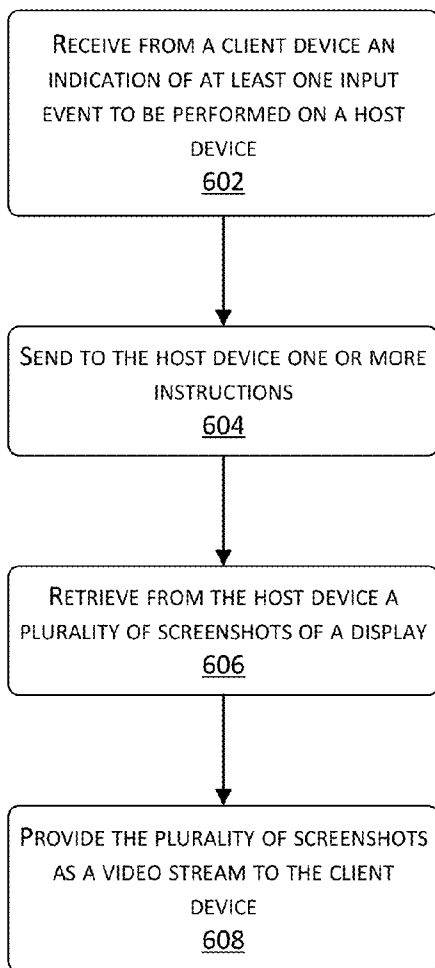 RECEIVE FROM A CLIENT DEVICE AN
INDICATION OF AT LEAST ONE INPUT
EVENT TO BE PERFORMED ON A HOST
DEVICE
602
SEND TO THE HOST DEVICE ONE OR MORE
INSTRUCTIONS
604
RETRIEVE FROM THE HOST DEVICE A
PLURALITY OF SCREENSHOTS OF A DISPLAY
606
PROVIDE THE PLURALITY OF SCREENSHOTS
AS A VIDEO STREAM TO THE CLIENT
DEVICE
608